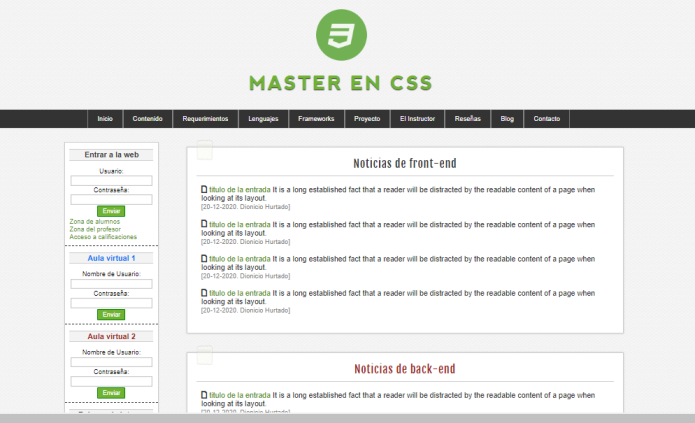 MASTER EN CSS
Inicio
Contenido
Requerimientos
Lenguajes
Frameworks
Proyecto
El Instructor
Reseñas
Blog
Contacto
Entrar a la web
Usuario:
Contraseña:
Enviar
Zona de alumnos
Zona del profesor
Acceso a calificaciones
Aula virtual 1
Nombre de Usuario:
Contraseña:
Enviar
Aula virtual 2
Nombre de Usuario:
Contraseña:
Enviar
Noticias de front-end
titulo de la entrada It is a long established fact that a reader will be distracted by the readable content of a page when
looking at its layout.
[20-12-2020. Dionicio Hurtado]
titulo de la entrada It is a long established fact that a reader will be distracted by the readable content of a page when
looking at its layout.
[20-12-2020. Dionicio Hurtado]
titulo de la entrada It is a long established fact that a reader will be distracted by the readable content of a page when
looking at its layout.
[20-12-2020. Dionicio Hurtado]
titulo de la entrada It is a long established fact that a reader will be distracted by the readable content of a page when
looking at its layout.
[20-12-2020. Dionicio Hurtado]
Noticias de back-end
titulo de la entrada It is a long established fact that a reader will be distracted by the readable content of a page when
looking at its layout.
[20-12-2020. Dionicio Hurtado]